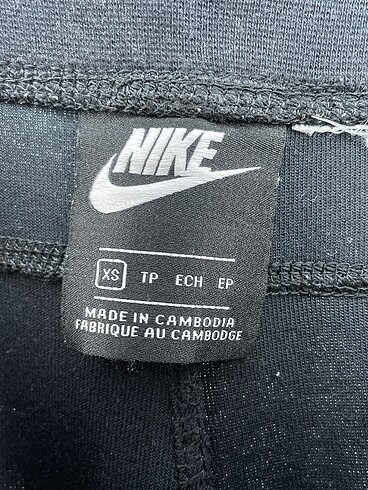 NIKE
XS TP ECH EP
MADE IN CAMBODIA
FABRIQUE AU CAMBODGE